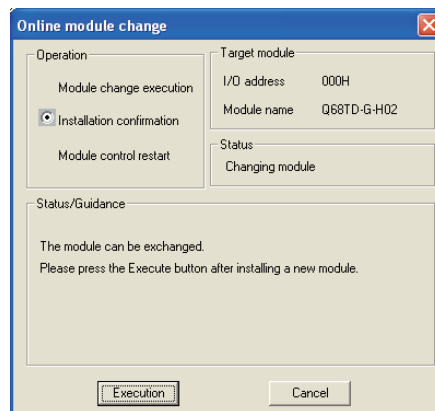 Online module change
Operation
Module change execution
Installation confirmation
Module control restart
Target module
I/O address 000H
Module name Q68TD-G-H02
Status
Changing module
Status/Guidance
The module can be exchanged.
Please press the Execute button after installing a new module.
Execution
Cancel